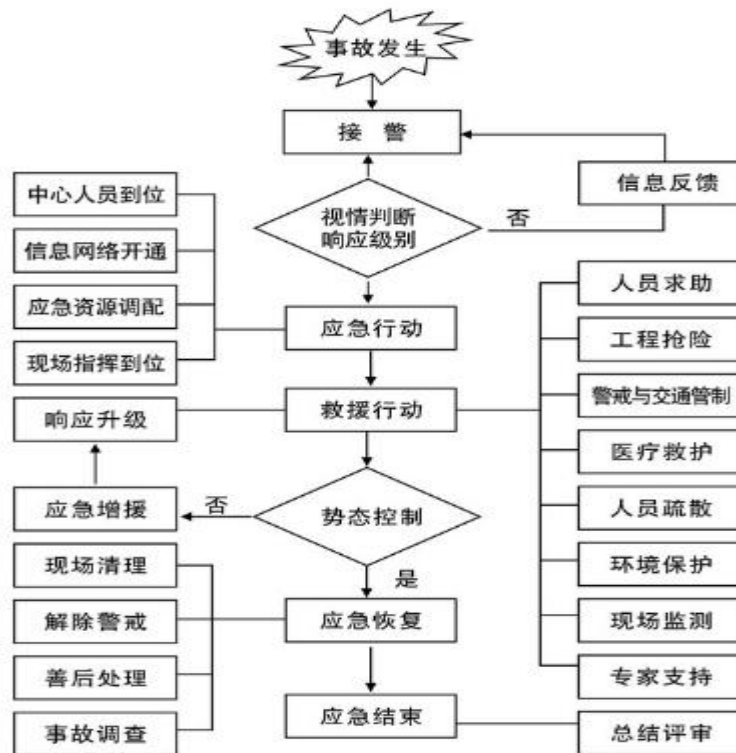 事故发生
接 警
信息反馈
中心人员到位
视情判断
响应级别
否
信息网络开通
人员求助
应急资源调配
应急行动
工程抢险
现场指挥到位
警戒与交通管制
响应升级
救援行动
医疗救护
应急增援
否
势态控制
人员疏散
现场清理
是
环境保护
解除警戒
应急恢复
现场监测
善后处理
专家支持
事故调查
应急结束
总结评审